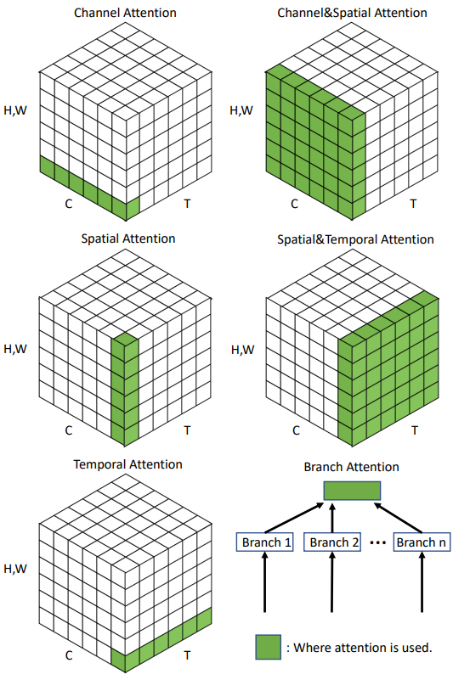 Channel Attention
H,W
C
T
Channel&Spatial Attention
H,W
C
T
Spatial Attention
H,W
C
T
Spatial&Temporal Attention
H,W
C
T
Temporal Attention
H,W
C
T
Branch Attention
Branch 1 Branch 2 ••• Branch n
: Where attention is used.